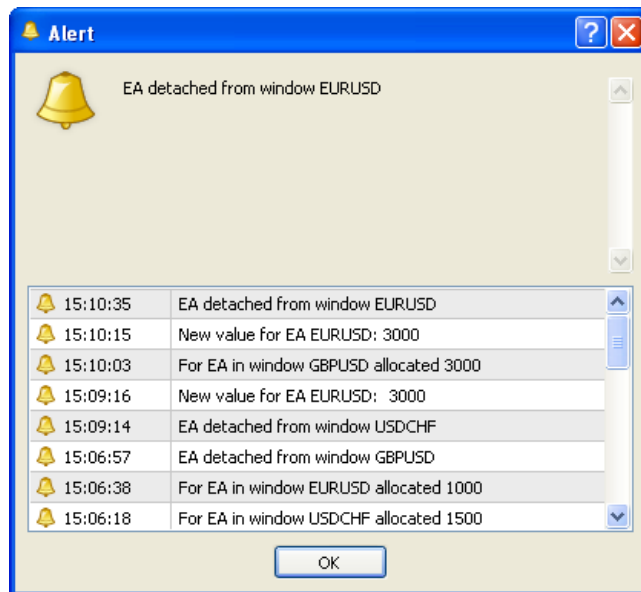 Alert
EA detached from window EURUSD
15:10:35 EA detached from window EURUSD
15:10:15 New value for EA EURUSD: 3000
15:10:03 For EA in window GBPUSD allocated 3000
15:09:16 New value for EA EURUSD:  3000
15:09:14 EA detached from window USDCHF
15:06:57 EA detached from window GBPUSD
15:06:38 For EA in window EURUSD allocated 1000
15:06:18 For EA in window USDCHF allocated 1500
OK